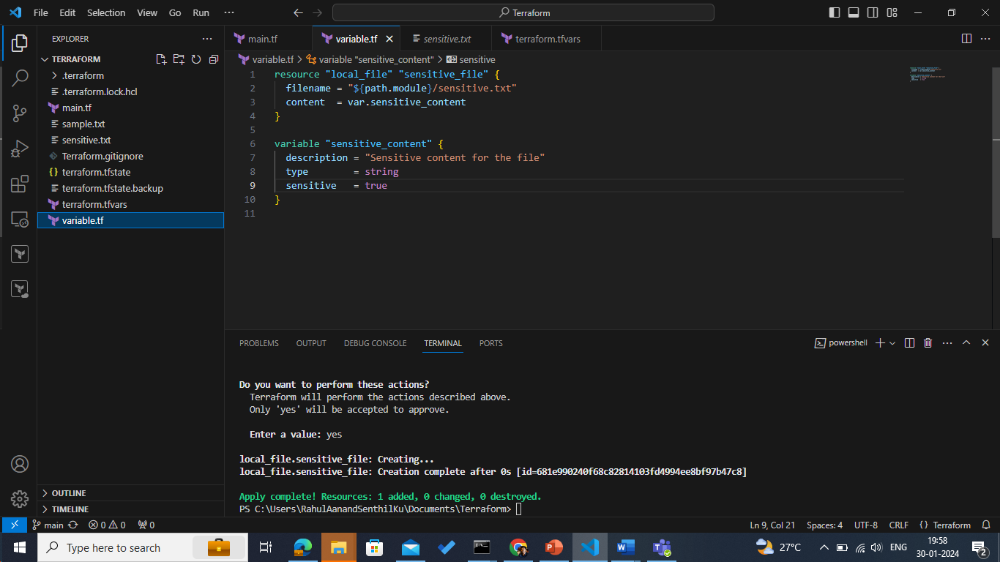 File Edit Selection View Go Run ···
Terraform
EXPLORER
TERRAFORM
.terraform
.terraform.lock.hcl
main.tf
sample.txt
sensitive.txt
Terraform.gitignore
terraform.tfstate
terraform.tfstate.backup
terraform.tfvars
variable.tf
OUTLINE
TIMELINE
main.tf variable.tf sensitive.txt terraform.tfvars
variable.tf > variable "sensitive_content" > sensitive
1 resource "local_file" "sensitive_file" {
2 filename = "${path.module}/sensitive.txt"
3 content = var.sensitive_content
4 }
5
6 variable "sensitive_content" {
7 description = "Sensitive content for the file"
8 type = string
9 sensitive = true
10 }
11
PROBLEMS OUTPUT DEBUG CONSOLE TERMINAL PORTS
powershell
Do you want to perform these actions?
Terraform will perform the actions described above.
Only 'yes' will be accepted to approve.
Enter a value: yes
local_file.sensitive_file: Creating...
local_file.sensitive_file: Creation complete after 0s [id=681e990240f68c82814103fd4994ee8bf97b47c8]
Apply complete! Resources: 1 added, 0 changed, 0 destroyed.
PS C:\Users\RahulAanandSenthilKu\Documents\Terraform>
main 0 0 0 Ln 9, Col 21 Spaces: 4 UTF-8 CRLF {} Terraform
Type here to search
27°C ENG
19:58
30-01-2024
2